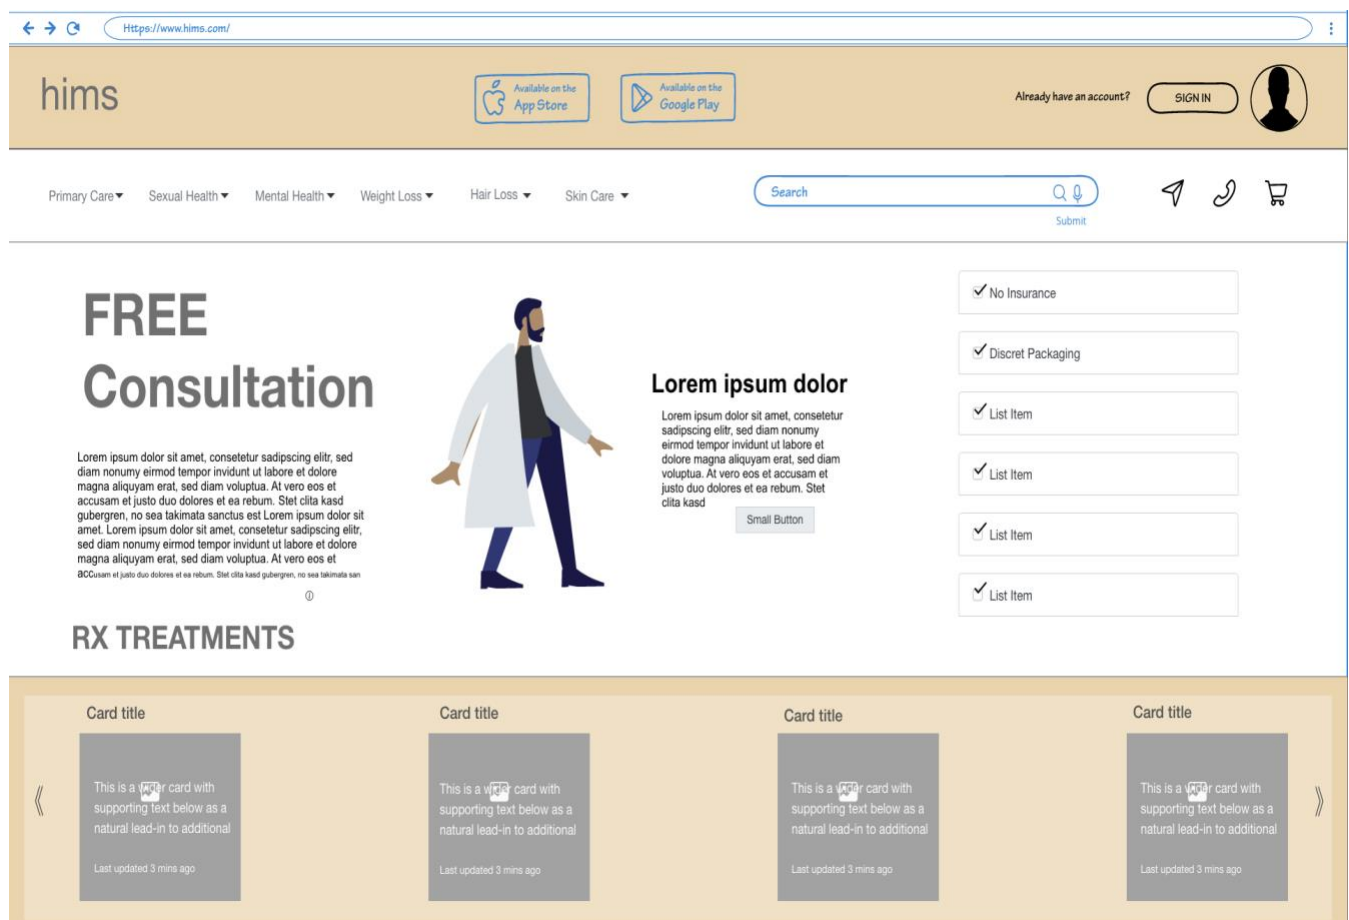 Https://www.hims.com/
hims
Available on the
App Store
Available on the
Google Play
Already have an account?
SIGN IN
Primary Care
Sexual Health
Mental Health
Weight Loss
Hair Loss
Skin Care
Search
Submit
FREE
Consultation
Lorem ipsum dolor sit amet, consetetur sadipscing elitr, sed
diam nonumy eirmod tempor invidunt ut labore et dolore
magna aliquyam erat, sed diam voluptua. At vero eos et
accusam et justo duo dolores et ea rebum. Stet clita kasd
gubergren, no sea takimata sanctus est Lorem ipsum dolor sit
amet. Lorem ipsum dolor sit amet, consetetur sadipscing elitr,
sed diam nonumy eirmod tempor invidunt ut labore et dolore
magna aliquyam erat, sed diam voluptua. At vero eos et
accusam et justo duo dolores et ea rebum. Stet clita kasd gubergren, no sea takimata san
Lorem ipsum dolor
Lorem ipsum dolor sit amet, consetetur
sadipscing elitr, sed diam nonumy
eirmod tempor invidunt ut labore et
dolore magna aliquyam erat, sed diam
voluptua. At vero eos et accusam et
justo duo dolores et ea rebum. Stet
clita kasd
Small Button
No Insurance
Discret Packaging
List Item
List Item
List Item
List Item
RX TREATMENTS
Card title
This is a wider card with
supporting text below as a
natural lead-in to additional
Last updated 3 mins ago
Card title
This is a wider card with
supporting text below as a
natural lead-in to additional
Last updated 3 mins ago
Card title
This is a wider card with
supporting text below as a
natural lead-in to additional
Last updated 3 mins ago
Card title
This is a wider card with
supporting text below as a
natural lead-in to additional
Last updated 3 mins ago